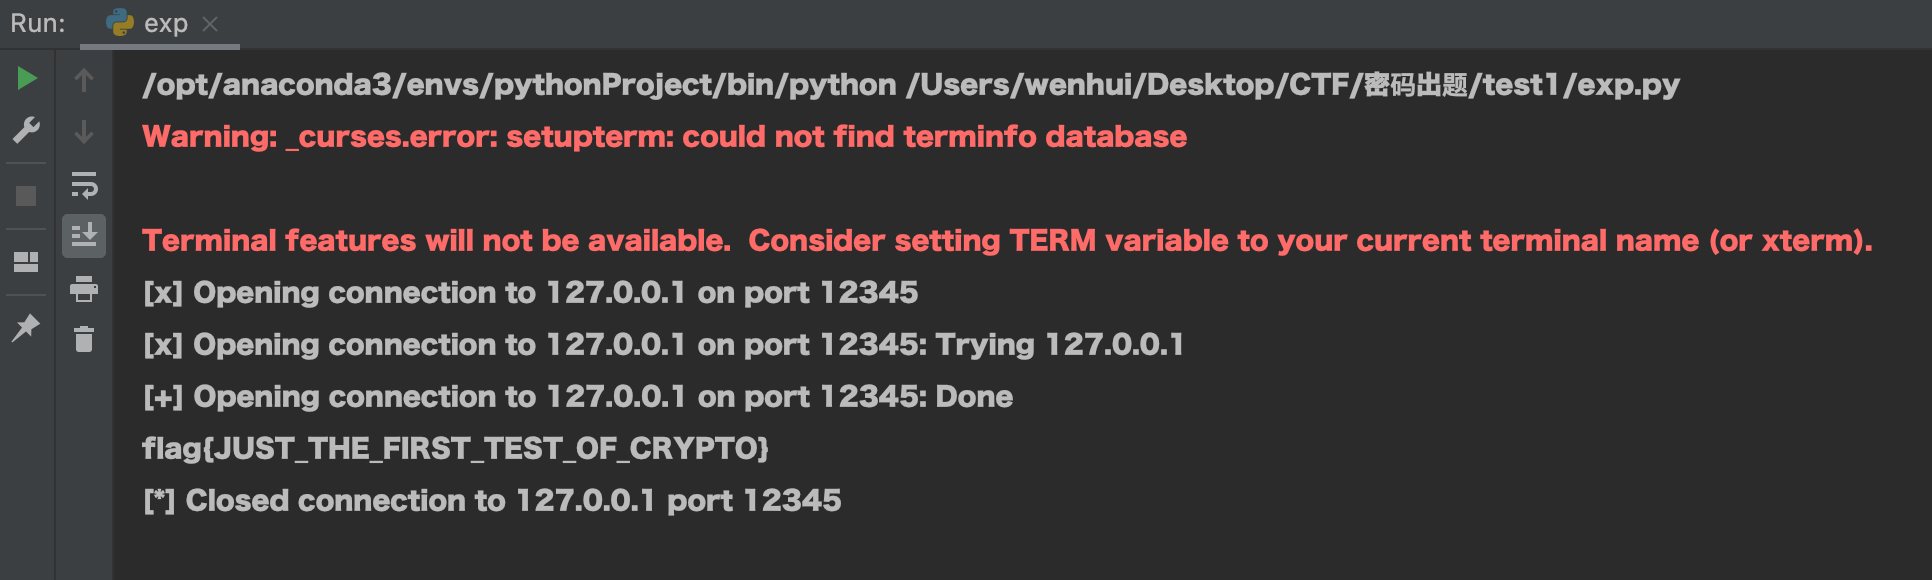 Run: exp
/opt/anaconda3/envs/pythonProject/bin/python /Users/wenhui/Desktop/CTF/密码出题/test1/exp.py
Warning: _curses.error: setupterm: could not find terminfo database
Terminal features will not be available.  Consider setting TERM variable to your current terminal name (or xterm).
[x] Opening connection to 127.0.0.1 on port 12345
[x] Opening connection to 127.0.0.1 on port 12345: Trying 127.0.0.1
[+] Opening connection to 127.0.0.1 on port 12345: Done
flag{JUST_THE_FIRST_TEST_OF_CRYPTO}
[*] Closed connection to 127.0.0.1 port 12345